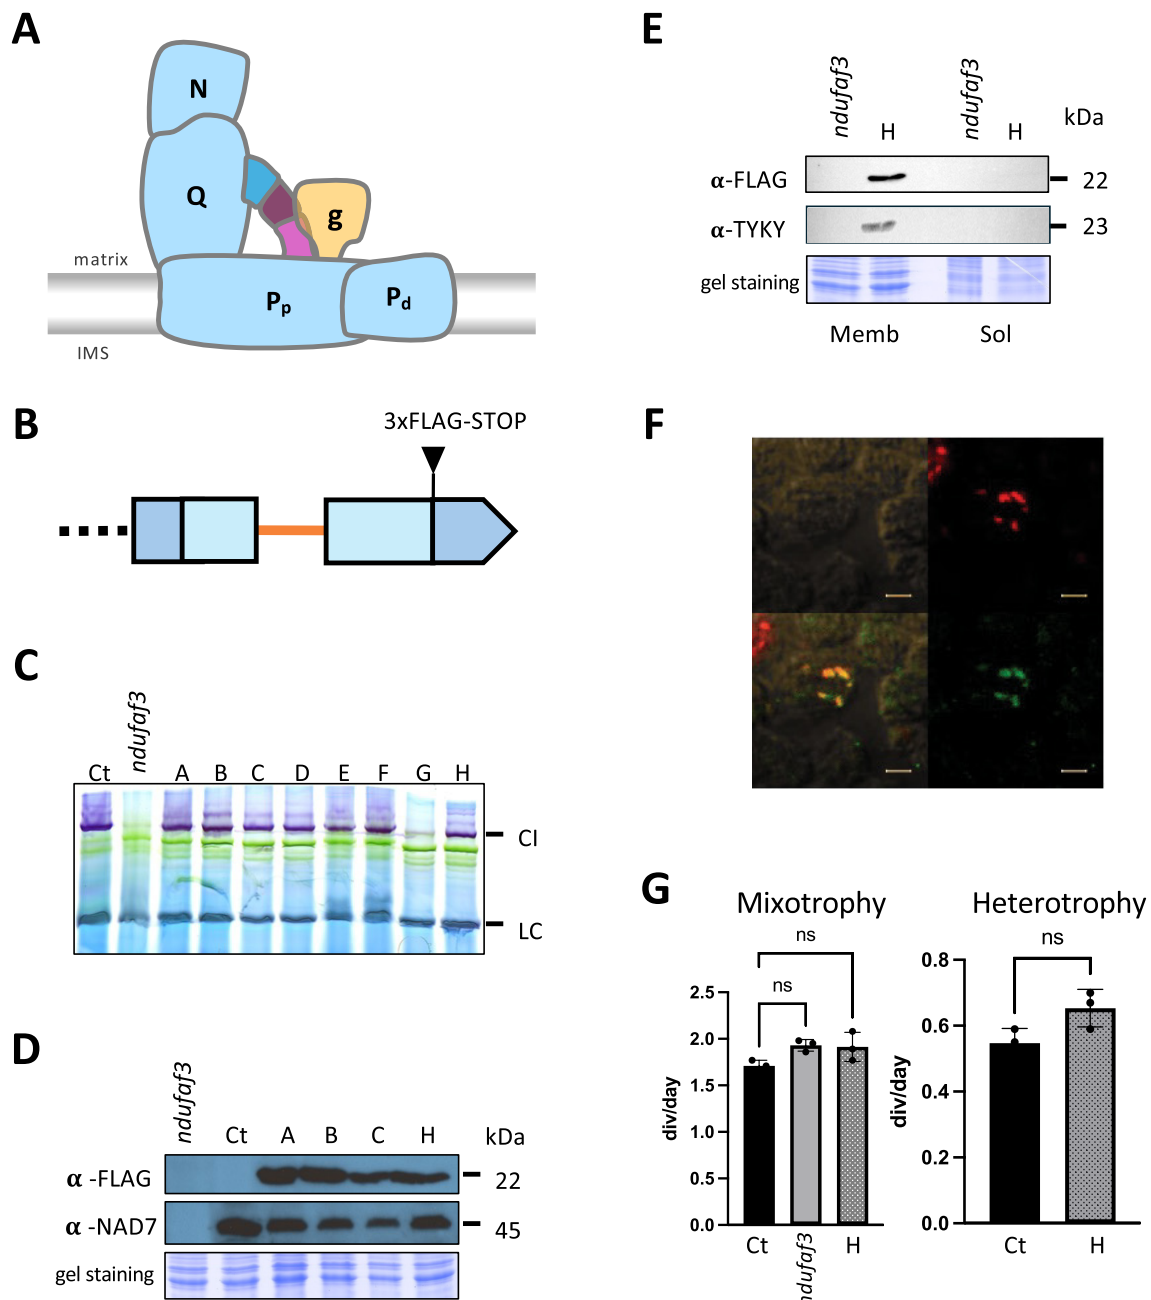 A
N
Q
g
matrix
Pp
Pd
IMS
B
3xFLAG-STOP
C
Ct ndufaf3 A B C D E F G H
CI
LC
D
ndufaf3 Ct A B C H kDa
α -FLAG 22
α -NAD7 45
gel staining
E
ndufaf3 H ndufaf3 H kDa
α-FLAG 22
α-TYKY 23
gel staining
Memb Sol
F
G
Mixotrophy
ns
ns
div/day
2.5
2.0
1.5
1.0
0.5
0.0
Ct ndufaf3 H
Heterotrophy
ns
div/day
0.8
0.6
0.4
0.2
0.0
Ct H